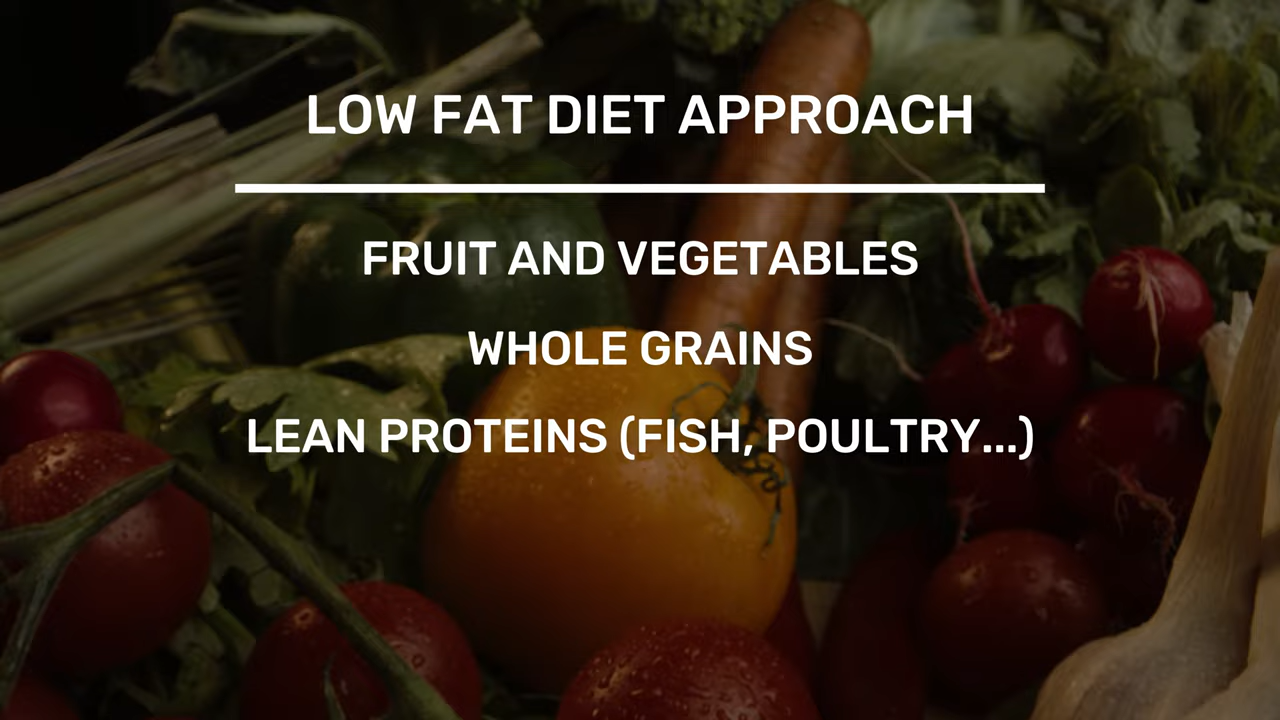 LOW FAT DIET APPROACH
FRUIT AND VEGETABLES
WHOLE GRAINS
LEAN PROTEINS (FISH, POULTRY...)